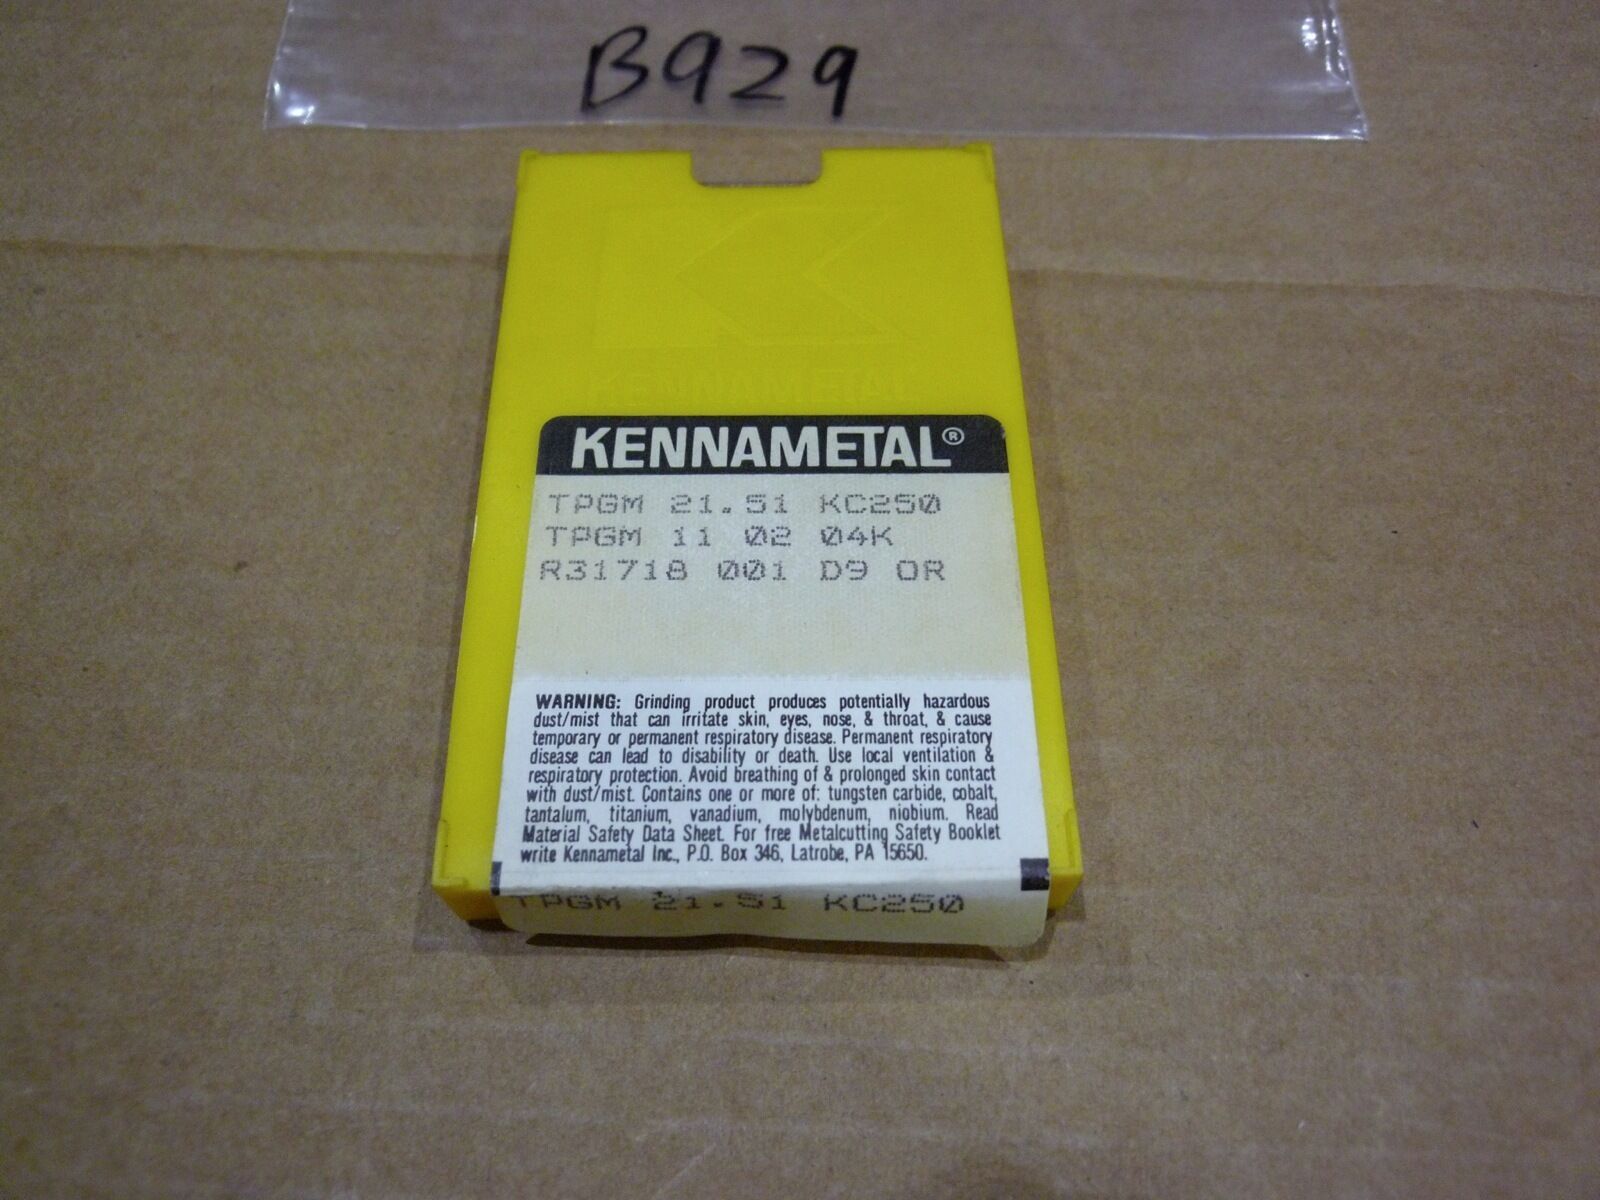 B929
KENNAMETAL
KENNAMETAL®
TPGM 21.51 KC250
TPGM 11 02 04K
R31718 001 D9 OR
WARNING: Grinding product produces potentially hazardous
dust/mist that can irritate skin, eyes, nose, & throat, & cause
temporary or permanent respiratory disease. Permanent respiratory
disease can lead to disability or death. Use local ventilation &
respiratory protection. Avoid breathing of & prolonged skin contact
with dust/mist. Contains one or more of: tungsten carbide, cobalt,
tantalum, titanium, vanadium, molybdenum, niobium. Read
Material Safety Data Sheet. For free Metalcutting Safety Booklet
write Kennametal Inc., P.O. Box 346, Latrobe, PA 15650.
TPGM 21.51 KC250